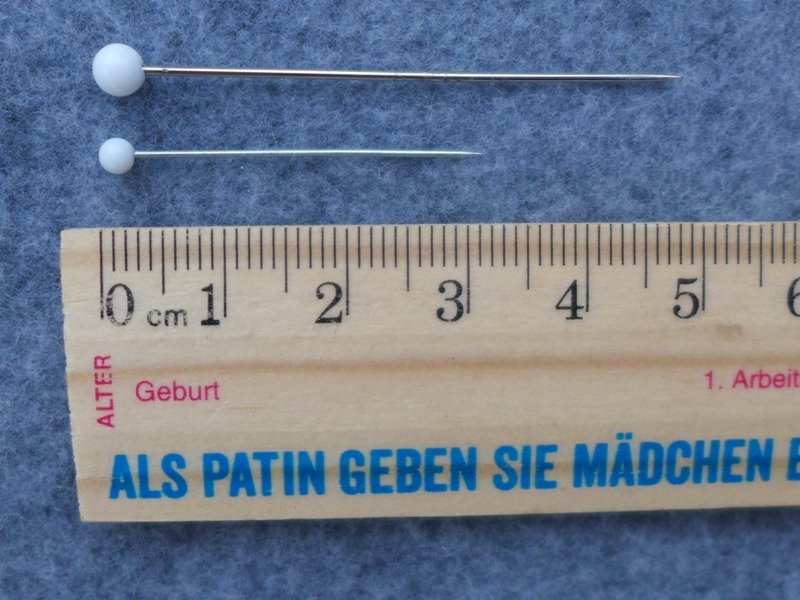 0 cm 1 2 3 4 5 6
ALTER
Geburt
1. Arbeit
ALS PATIN GEBEN SIE MÄDCHEN